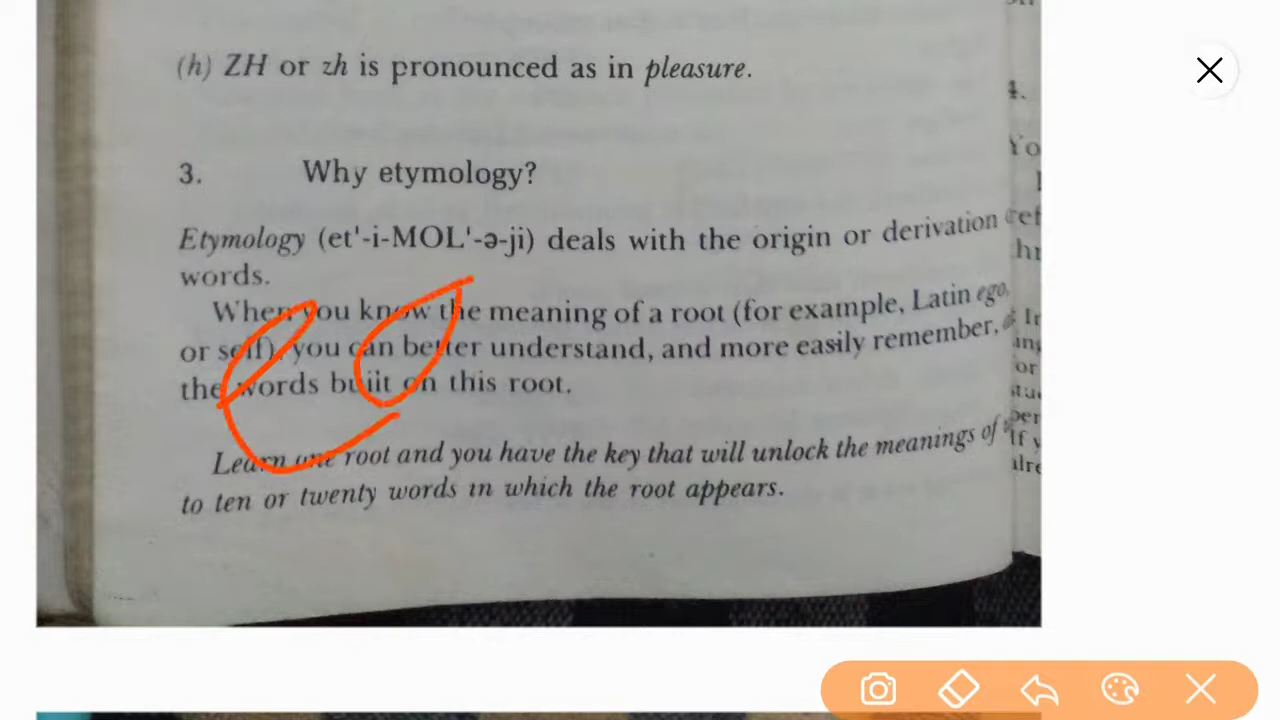 (h) ZH or zh is pronounced as in pleasure.
3. Why etymology?
Etymology (et'-i-MOL'-ə-ji) deals with the origin or derivation
words.
When you know the meaning of a root (for example, Latin ego,
or self), you can better understand, and more easily remember,
the words built on this root.
Learn one root and you have the key that will unlock the meanings of
to ten or twenty words in which the root appears.
4.